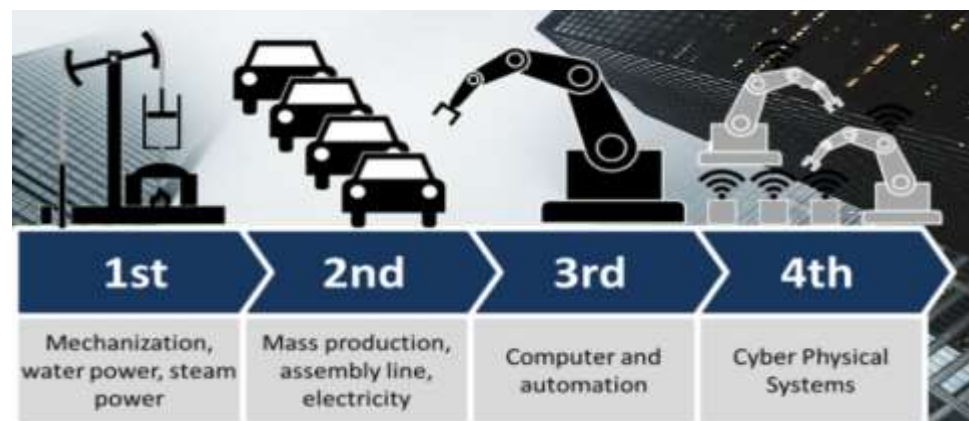 1st
2nd
3rd
4th
Mechanization,
water power, steam
power
Mass production,
assembly line,
electricity
Computer and
automation
Cyber Physical
Systems